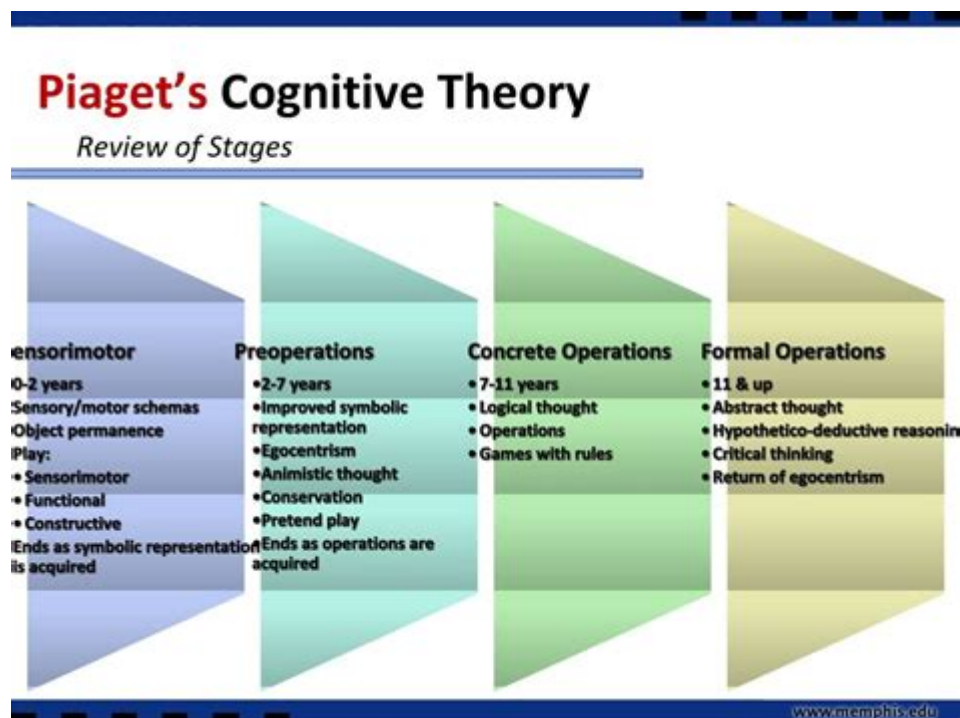 Piaget's Cognitive Theory
Review of Stages
ensorimotor
0-2 years
Sensory/motor schemas
Object permanence
Play:
• Sensorimotor
• Functional
• Constructive
Ends as symbolic representation
is acquired
Preoperations
•2-7 years
•Improved symbolic
representation
•Egocentrism
•Animistic thought
•Conservation
•Pretend play
•Ends as operations are
acquired
Concrete Operations
• 7-11 years
• Logical thought
• Operations
• Games with rules
Formal Operations
• 11 & up
• Abstract thought
• Hypothetico-deductive reasonin
• Critical thinking
• Return of egocentrism
www.memphis.edu